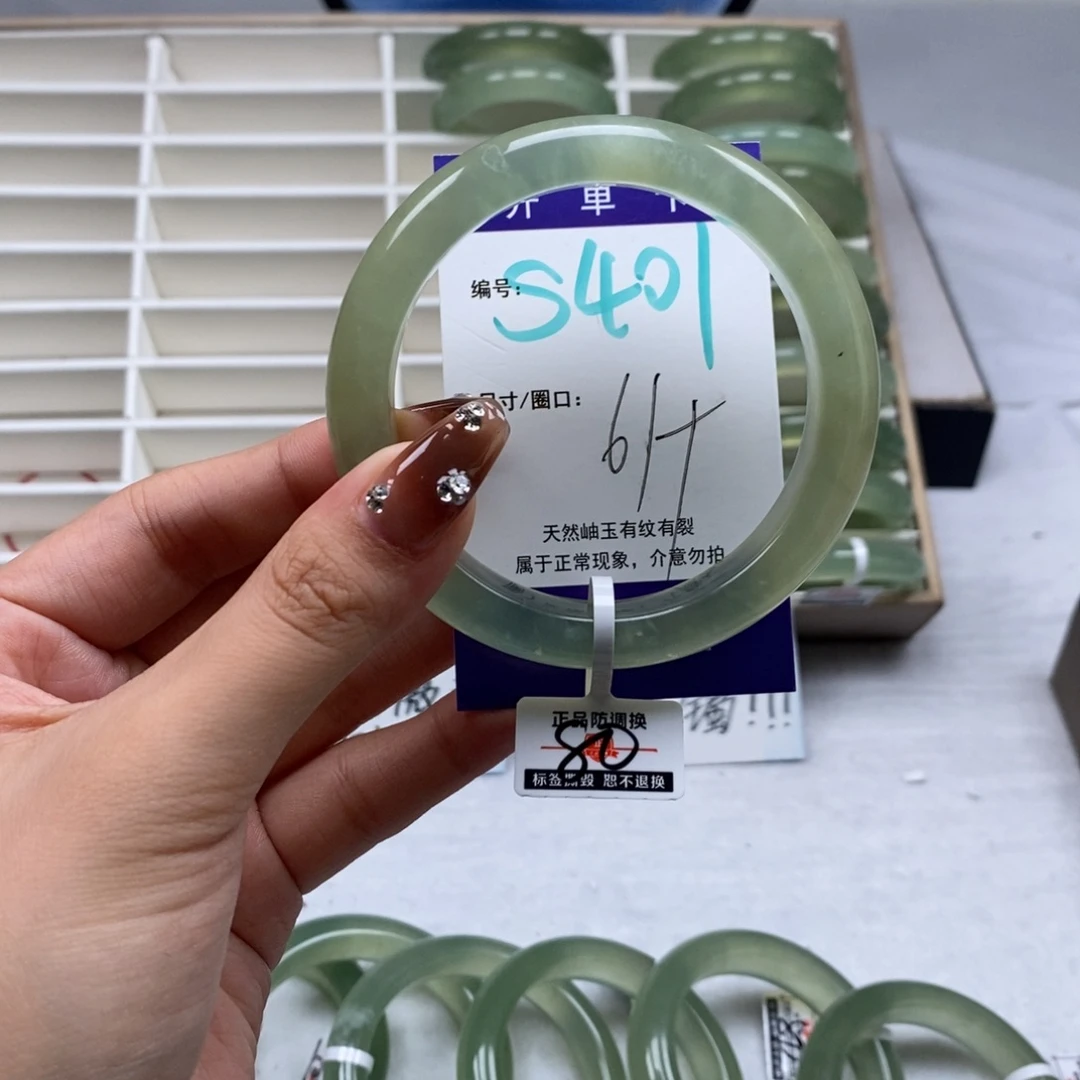 开单卡
编号：S401
尺寸/圈口：61+
天然岫玉有纹有裂
属于正常现象，介意勿拍
正品防调换
80
标签撕毁 恕不退换